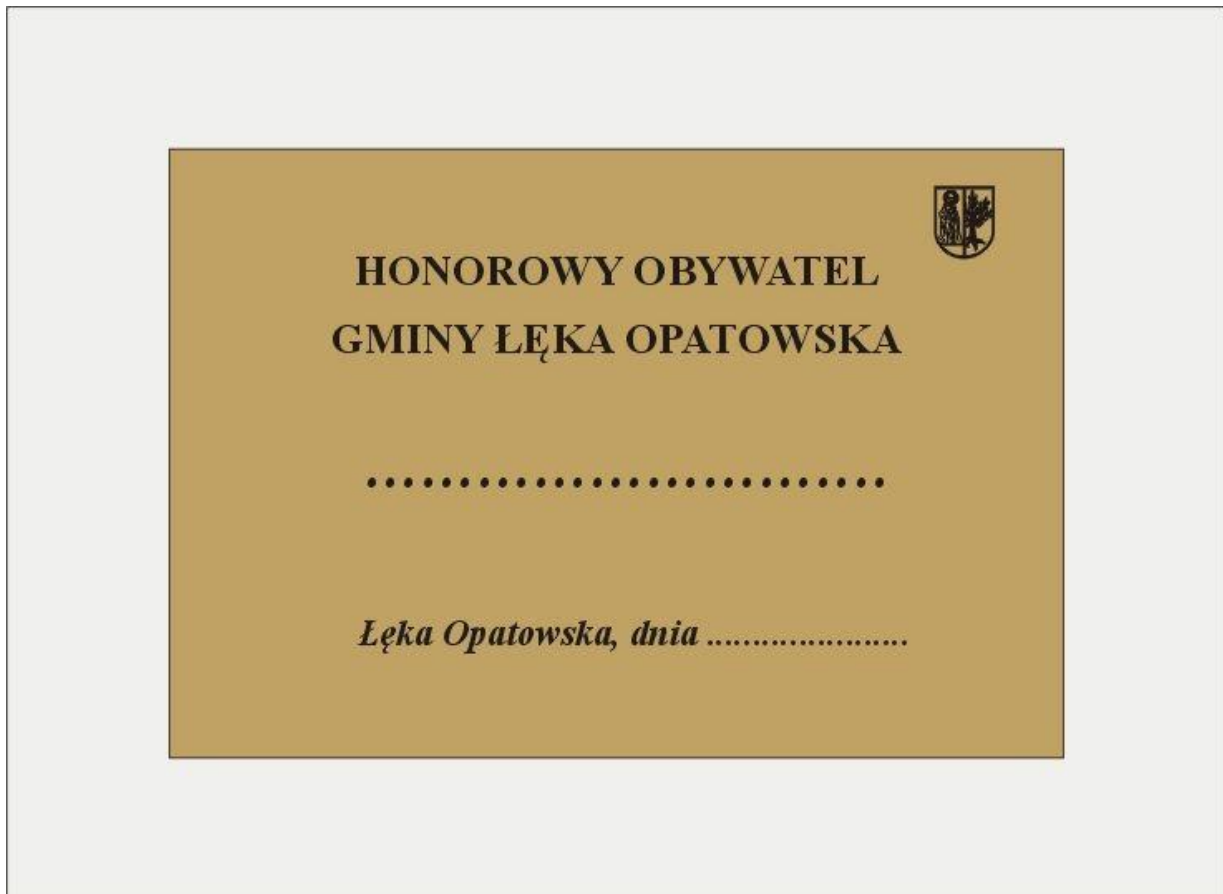 HONOROWY OBYWATEL
GMINY ŁĘKA OPATOWSKA
............................
Łęka Opatowska, dnia ......................